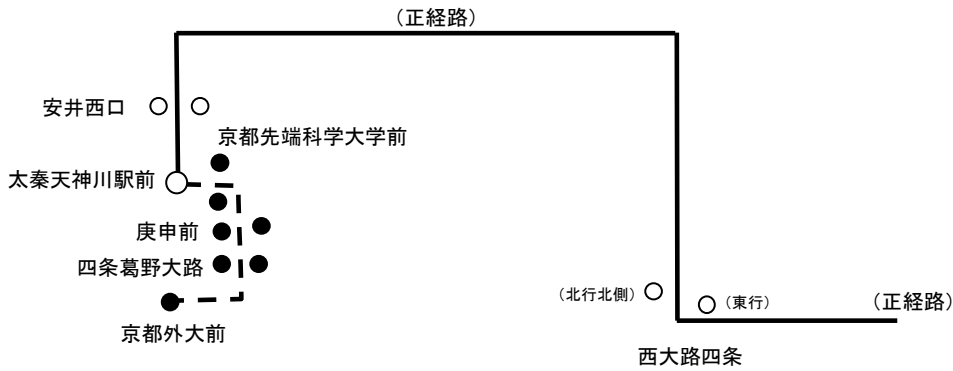 (正経路)
安井西口
京都先端科学大学前
太秦天神川駅前
庚申前
四条葛野大路
京都外大前
(北行北側)
(東行)
(正経路)
西大路四条